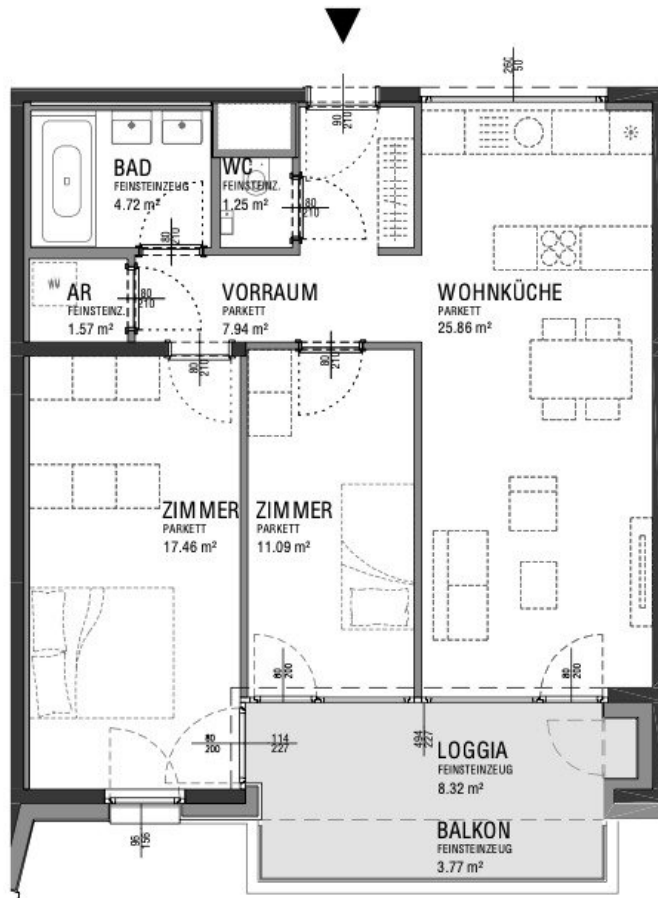 260
50
90
210
BAD
FEINSTEINZEUG
4.72 m²
WC
FEINSTEINZ.
1.25 m²
80
210
80
210
AR
FEINSTEINZ.
1.57 m²
80
210
VORRAUM
PARKETT
7.94 m²
WOHNKÜCHE
PARKETT
25.86 m²
80
210
80
210
ZIMMER
PARKETT
17.46 m²
ZIMMER
PARKETT
11.09 m²
80
200
80
200
80
200
114
227
494
227
LOGGIA
FEINSTEINZEUG
8.32 m²
BALKON
FEINSTEINZEUG
3.77 m²
96
156